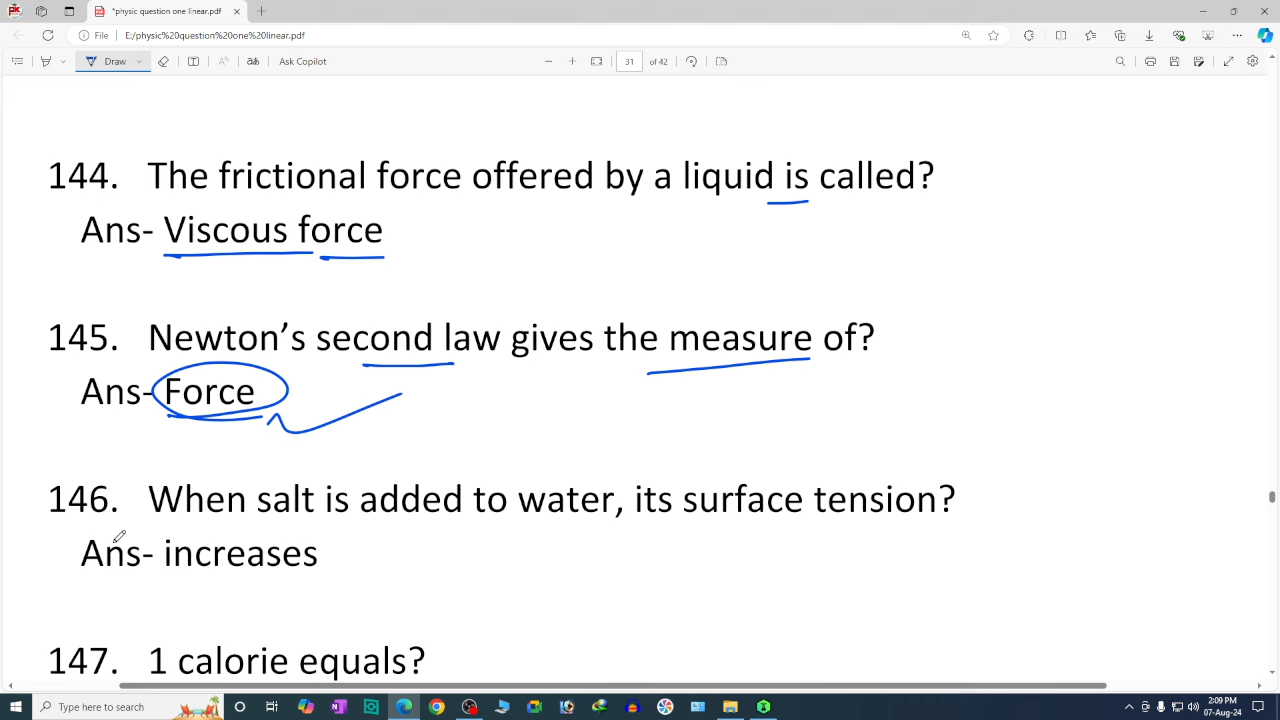 *physic question one linear.pdf
File E:/physic%20question%20one%20linear.pdf
Draw Ask Copilot 31 of 42
144. The frictional force offered by a liquid is called?
Ans- Viscous force
145. Newton’s second law gives the measure of?
Ans- Force
146. When salt is added to water, its surface tension?
Ans- increases
147. 1 calorie equals?
Type here to search
2:09 PM
07-Aug-24